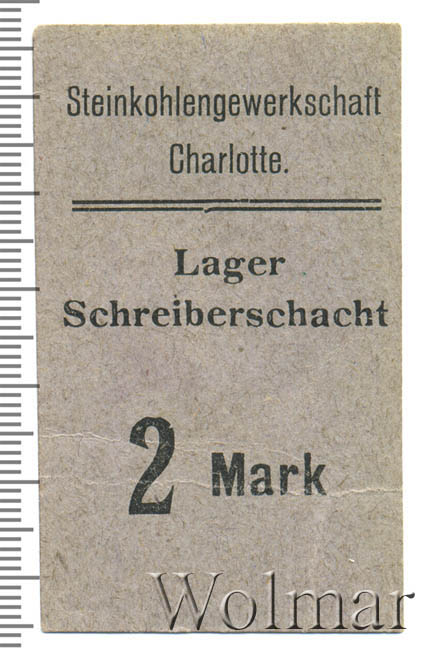 Steinkohlengewerkschaft
Charlotte.
Lager
Schreiberschacht
2 Mark
Wolmar